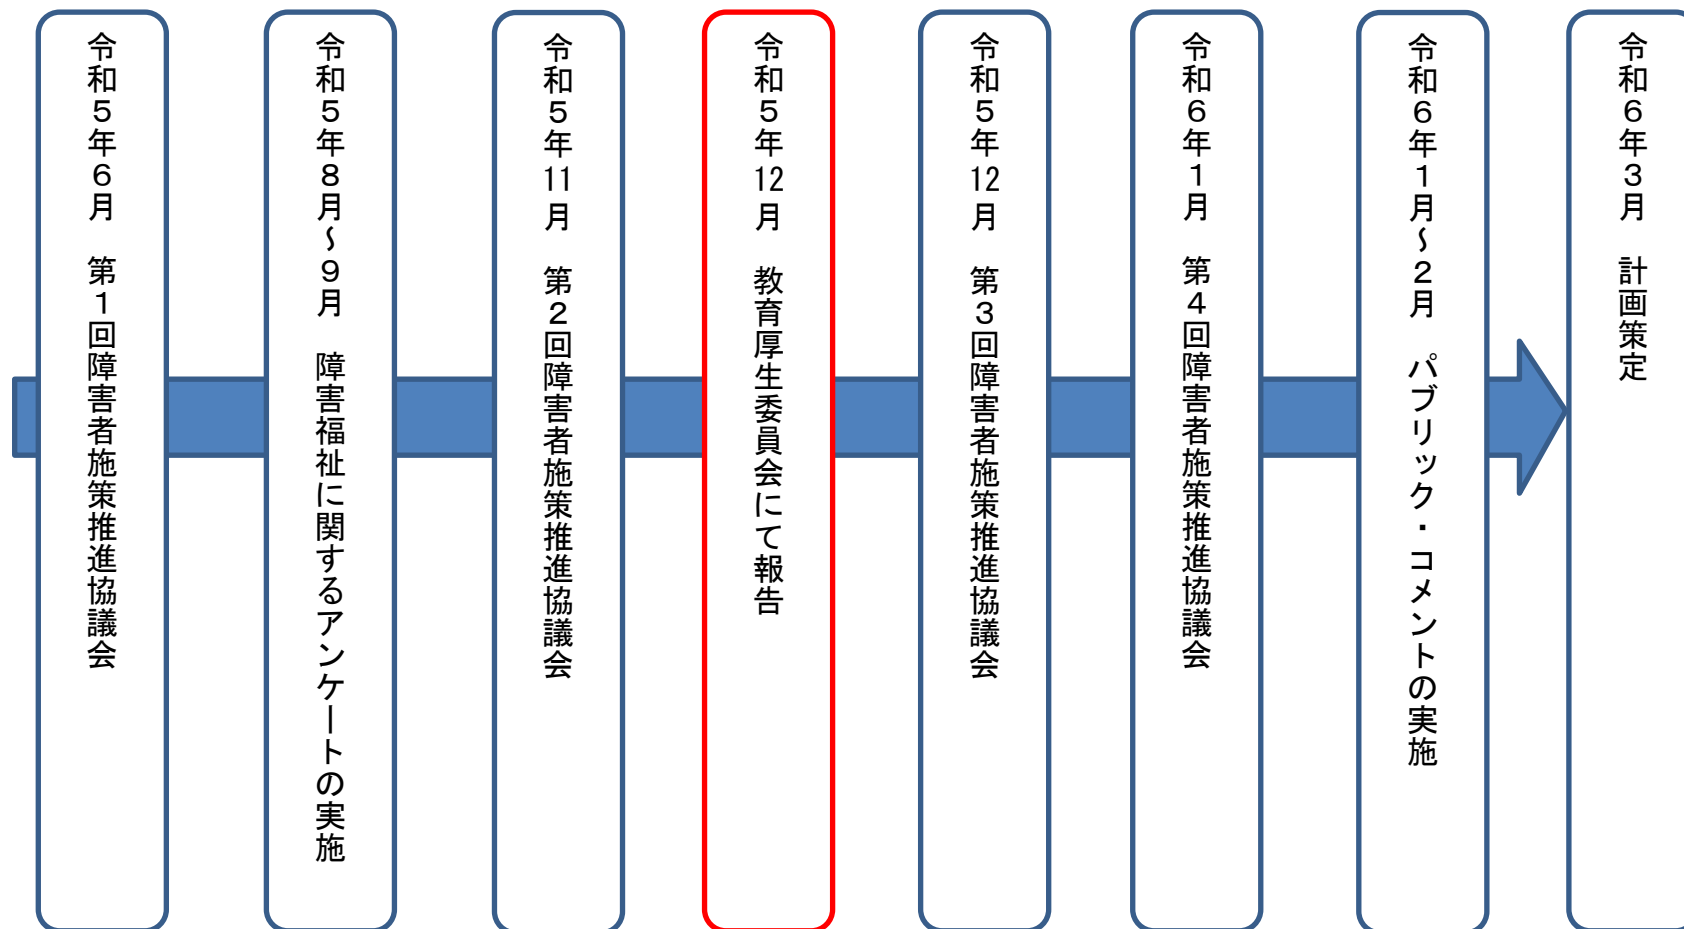 令和５年６月　第１回障害者施策推進協議会
令和５年８月～９月　障害福祉に関するアンケートの実施
令和５年11月　第２回障害者施策推進協議会
令和５年12月　教育厚生委員会にて報告
令和５年12月　第３回障害者施策推進協議会
令和６年１月　第４回障害者施策推進協議会
令和６年１月～２月　パブリック・コメントの実施
令和６年３月　計画策定